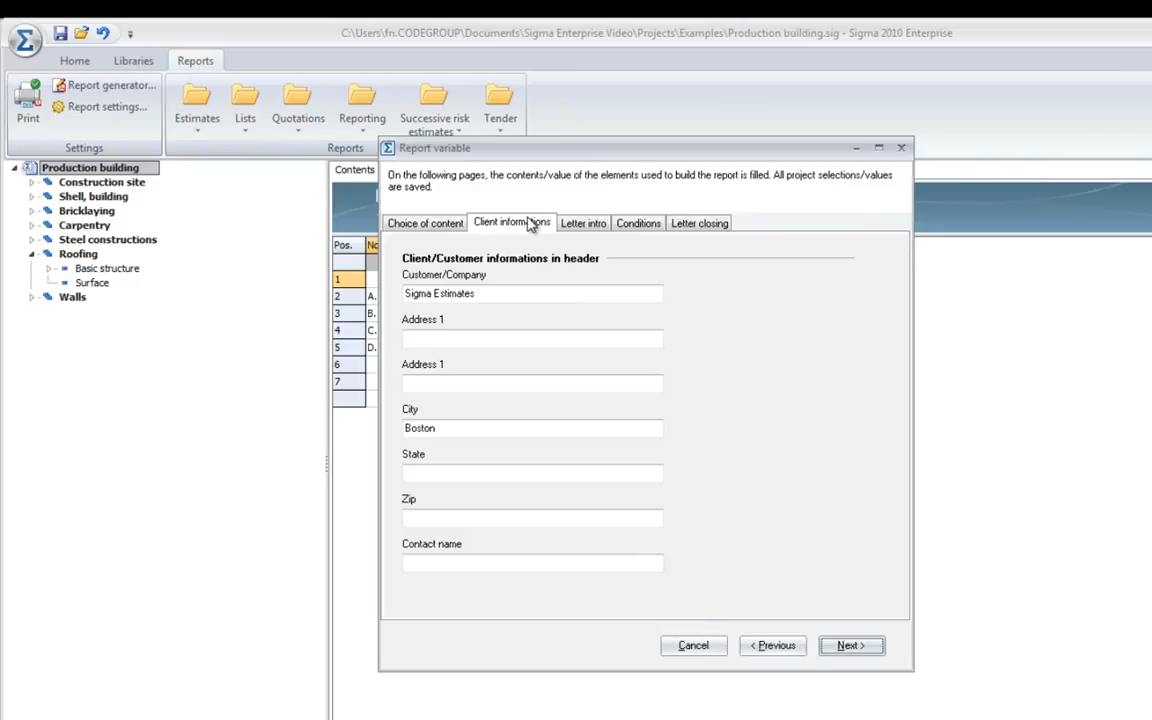 C:\Users\fn.CODEGROUP\Documents\Sigma Enterprise Video\Projects\Examples\Production building.sig - Sigma 2010 Enterprise
Home
Libraries
Reports
Print
Report generator...
Report settings...
Settings
Estimates
Lists
Quotations
Reporting
Successive risk
estimates
Tender
Reports
Production building
Construction site
Shell, building
Bricklaying
Carpentry
Steel constructions
Roofing
Basic structure
Surface
Walls
Contents
Pos.
1
2 A.
3 B.
4 C.
5 D.
6
7
Report variable
On the following pages, the contents/value of the elements used to build the report is filled. All project selections/values
are saved.
Choice of content
Client informations
Letter intro
Conditions
Letter closing
Client/Customer informations in header
Customer/Company
Sigma Estimates
Address 1
Address 1
City
Boston
State
Zip
Contact name
Cancel
< Previous
Next >